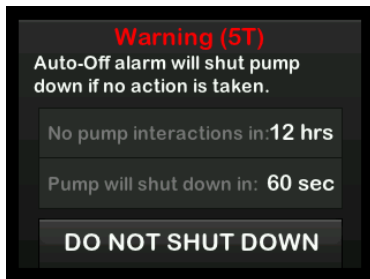 Warning (5T)
Auto-Off alarm will shut pump
down if no action is taken.
No pump interactions in: 12 hrs
Pump will shut down in: 60 sec
DO NOT SHUT DOWN